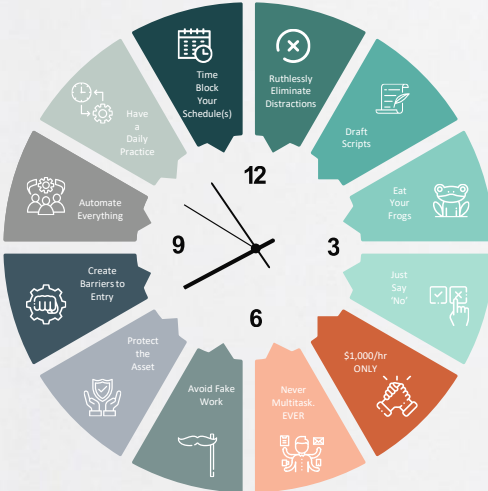 Time
Block
Your
Schedule(s)
Ruthlessly
Eliminate
Distractions
Draft
Scripts
Eat
Your
Frogs
Just
Say
‘No’
$1,000/hr
ONLY
Never
Multitask.
EVER
Avoid Fake
Work
Protect
the
Asset
Create
Barriers to
Entry
Automate
Everything
Have
a
Daily
Practice
12
3
6
9